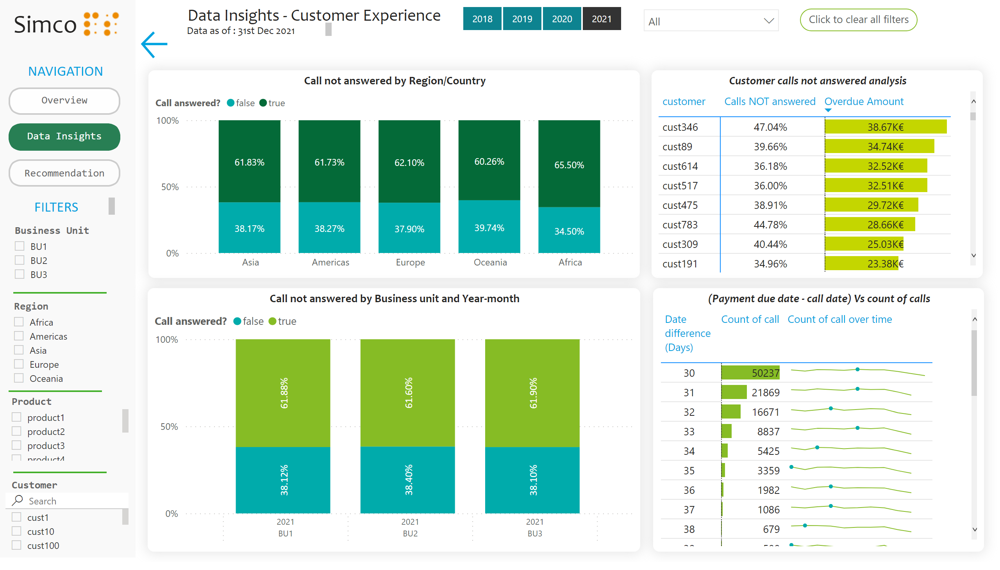 Simco
NAVIGATION
Overview
Data Insights
Recommendation
FILTERS
Business Unit
BU1
BU2
BU3
Region
Africa
Americas
Asia
Europe
Oceania
Product
product1
product2
product3
product4
Customer
Search
cust1
cust10
cust100
Data Insights - Customer Experience
Data as of : 31st Dec 2021
2018 2019 2020 2021
All
Click to clear all filters
Call not answered by Region/Country
Call answered? false true
100%
50%
0%
61.83% 61.73% 62.10% 60.26% 65.50%
38.17% 38.27% 37.90% 39.74% 34.50%
Asia Americas Europe Oceania Africa
Customer calls not answered analysis
customer Calls NOT answered Overdue Amount
cust346 47.04% 38.67K€
cust89 39.66% 34.74K€
cust614 36.18% 32.52K€
cust517 36.00% 32.51K€
cust475 38.91% 29.72K€
cust783 44.78% 28.66K€
cust309 40.44% 25.03K€
cust191 34.96% 23.38K€
Call not answered by Business unit and Year-month
Call answered? false true
100%
50%
0%
61.88% 61.60% 61.90%
38.12% 38.40% 38.10%
2021 2021 2021
BU1 BU2 BU3
(Payment due date - call date) Vs count of calls
Date Count of call Count of call over time
difference
(Days)
30 50237
31 21869
32 16671
33 8837
34 5425
35 3359
36 1982
37 1086
38 679